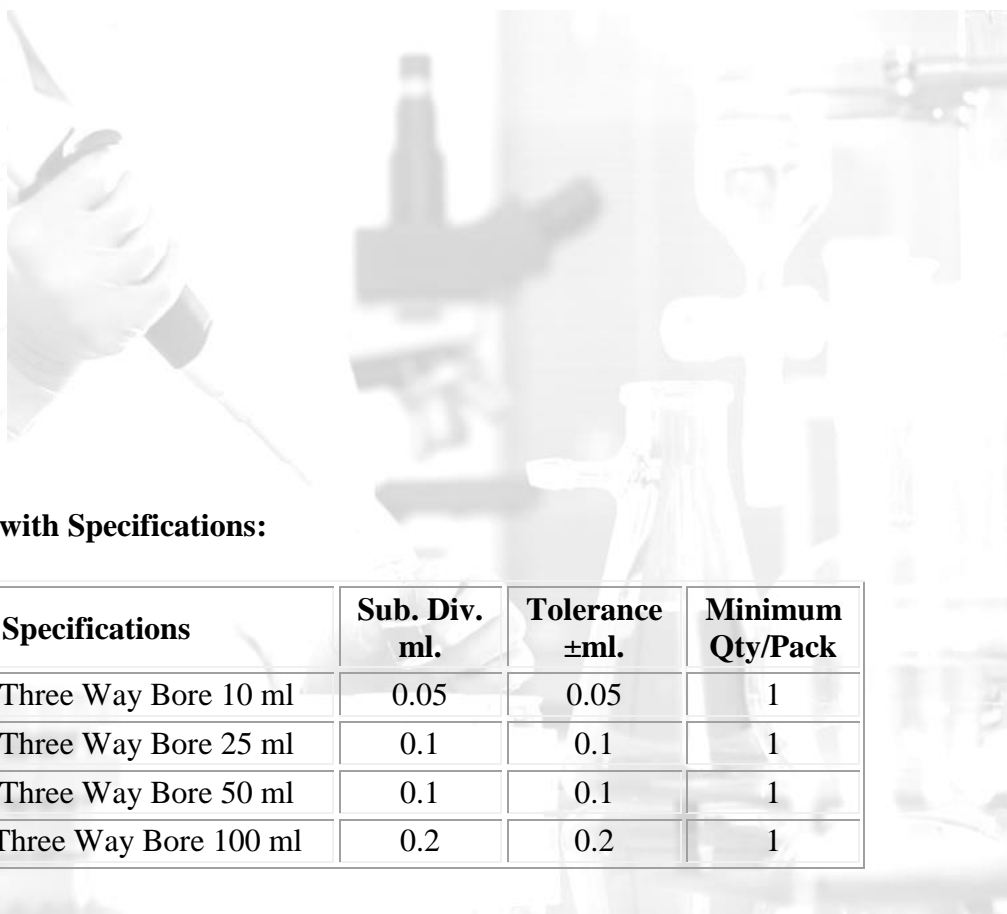 with Specifications:
Specifications Sub. Div. ml. Tolerance ±ml. Minimum Qty/Pack
Three Way Bore 10 ml 0.05 0.05 1
Three Way Bore 25 ml 0.1 0.1 1
Three Way Bore 50 ml 0.1 0.1 1
Three Way Bore 100 ml 0.2 0.2 1